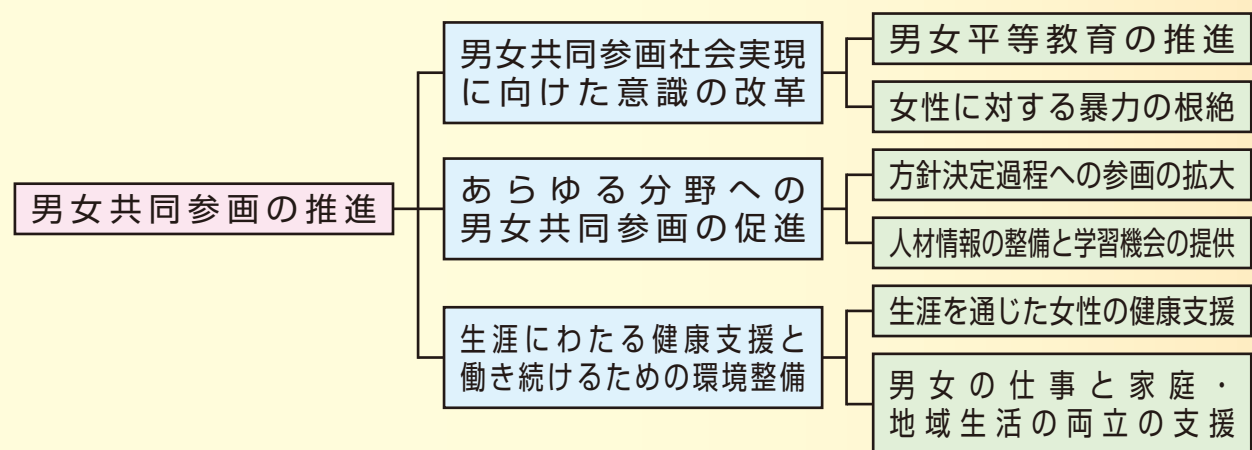 男女共同参画の推進
男女共同参画社会実現
に向けた意識の改革
男女平等教育の推進
女性に対する暴力の根絶
あらゆる分野への
男女共同参画の促進
方針決定過程への参画の拡大
人材情報の整備と学習機会の提供
生涯にわたる健康支援と
働き続けるための環境整備
生涯を通じた女性の健康支援
男女の仕事と家庭・
地域生活の両立の支援